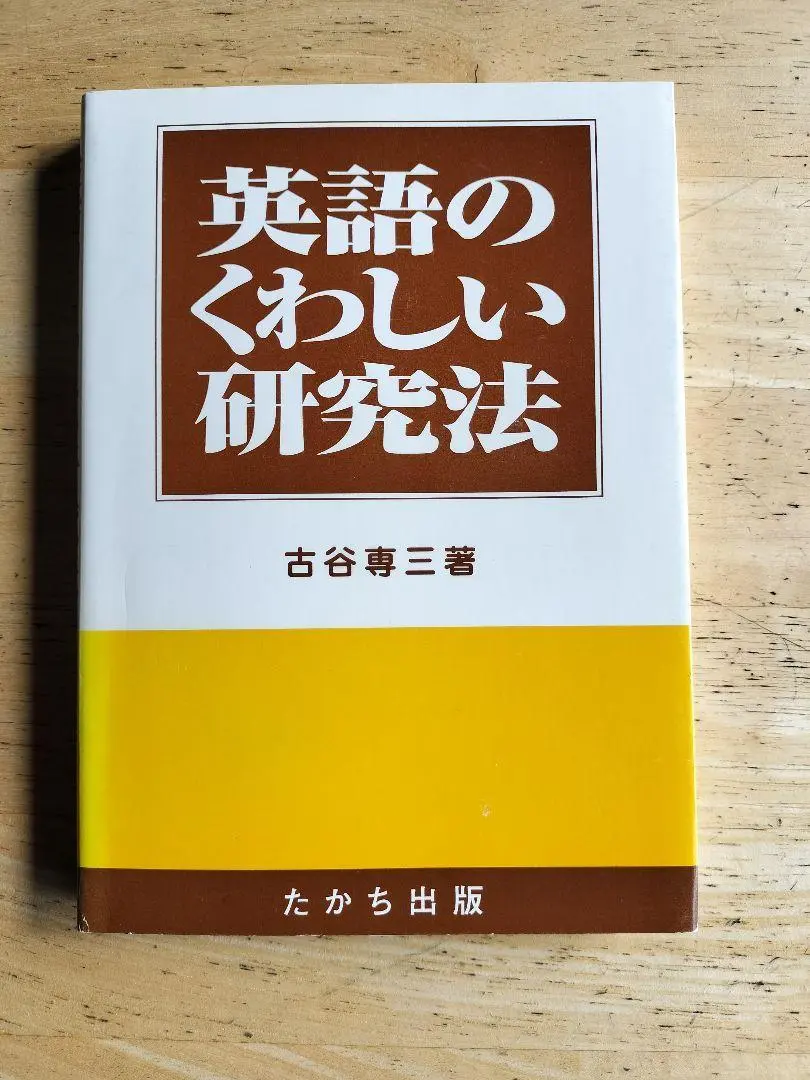 英語の
くわしい
研究法
古谷専三著
たかち出版